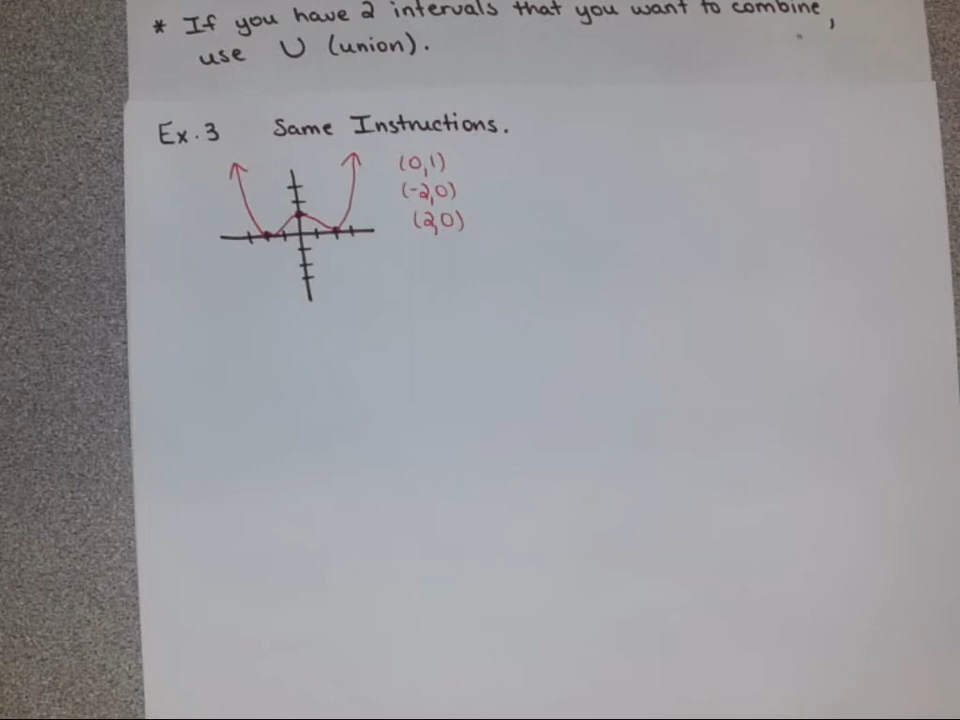 * If you have 2 intervals that you want to combine,
use ∪ (union).
Ex. 3 Same Instructions.
(0,1)
(-2,0)
(2,0)